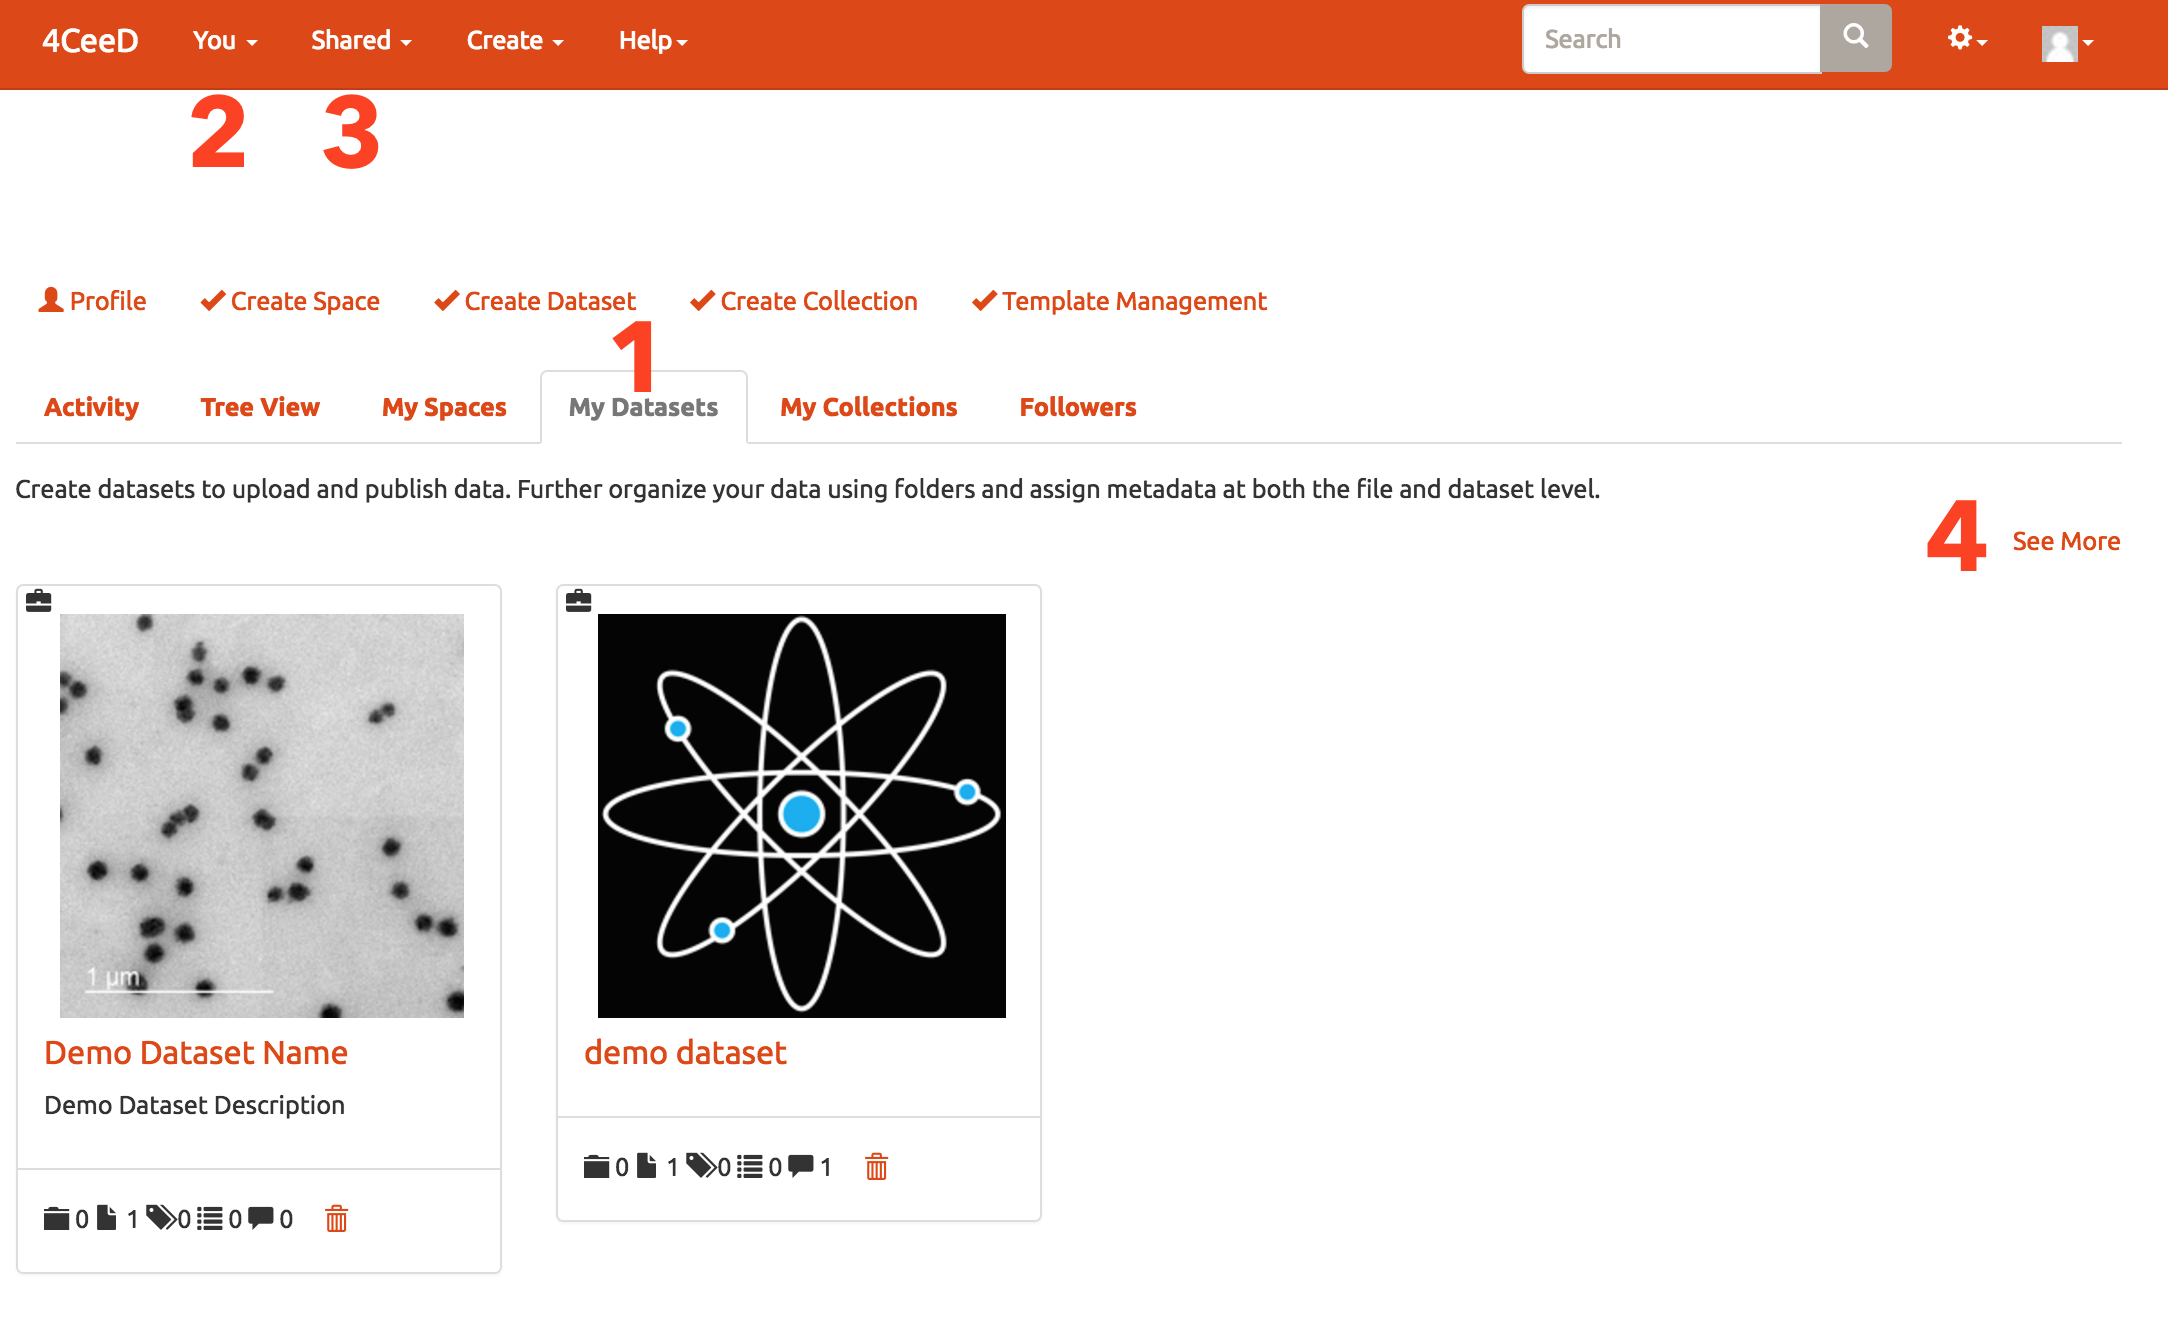 4CeeD You Shared Create Help Search
2 3
Profile Create Space Create Dataset Create Collection Template Management
1
Activity Tree View My Spaces My Datasets My Collections Followers
Create datasets to upload and publish data. Further organize your data using folders and assign metadata at both the file and dataset level.
4 See More
1 μm
Demo Dataset Name
Demo Dataset Description
0 1 0 0 0
demo dataset
0 1 0 0 1